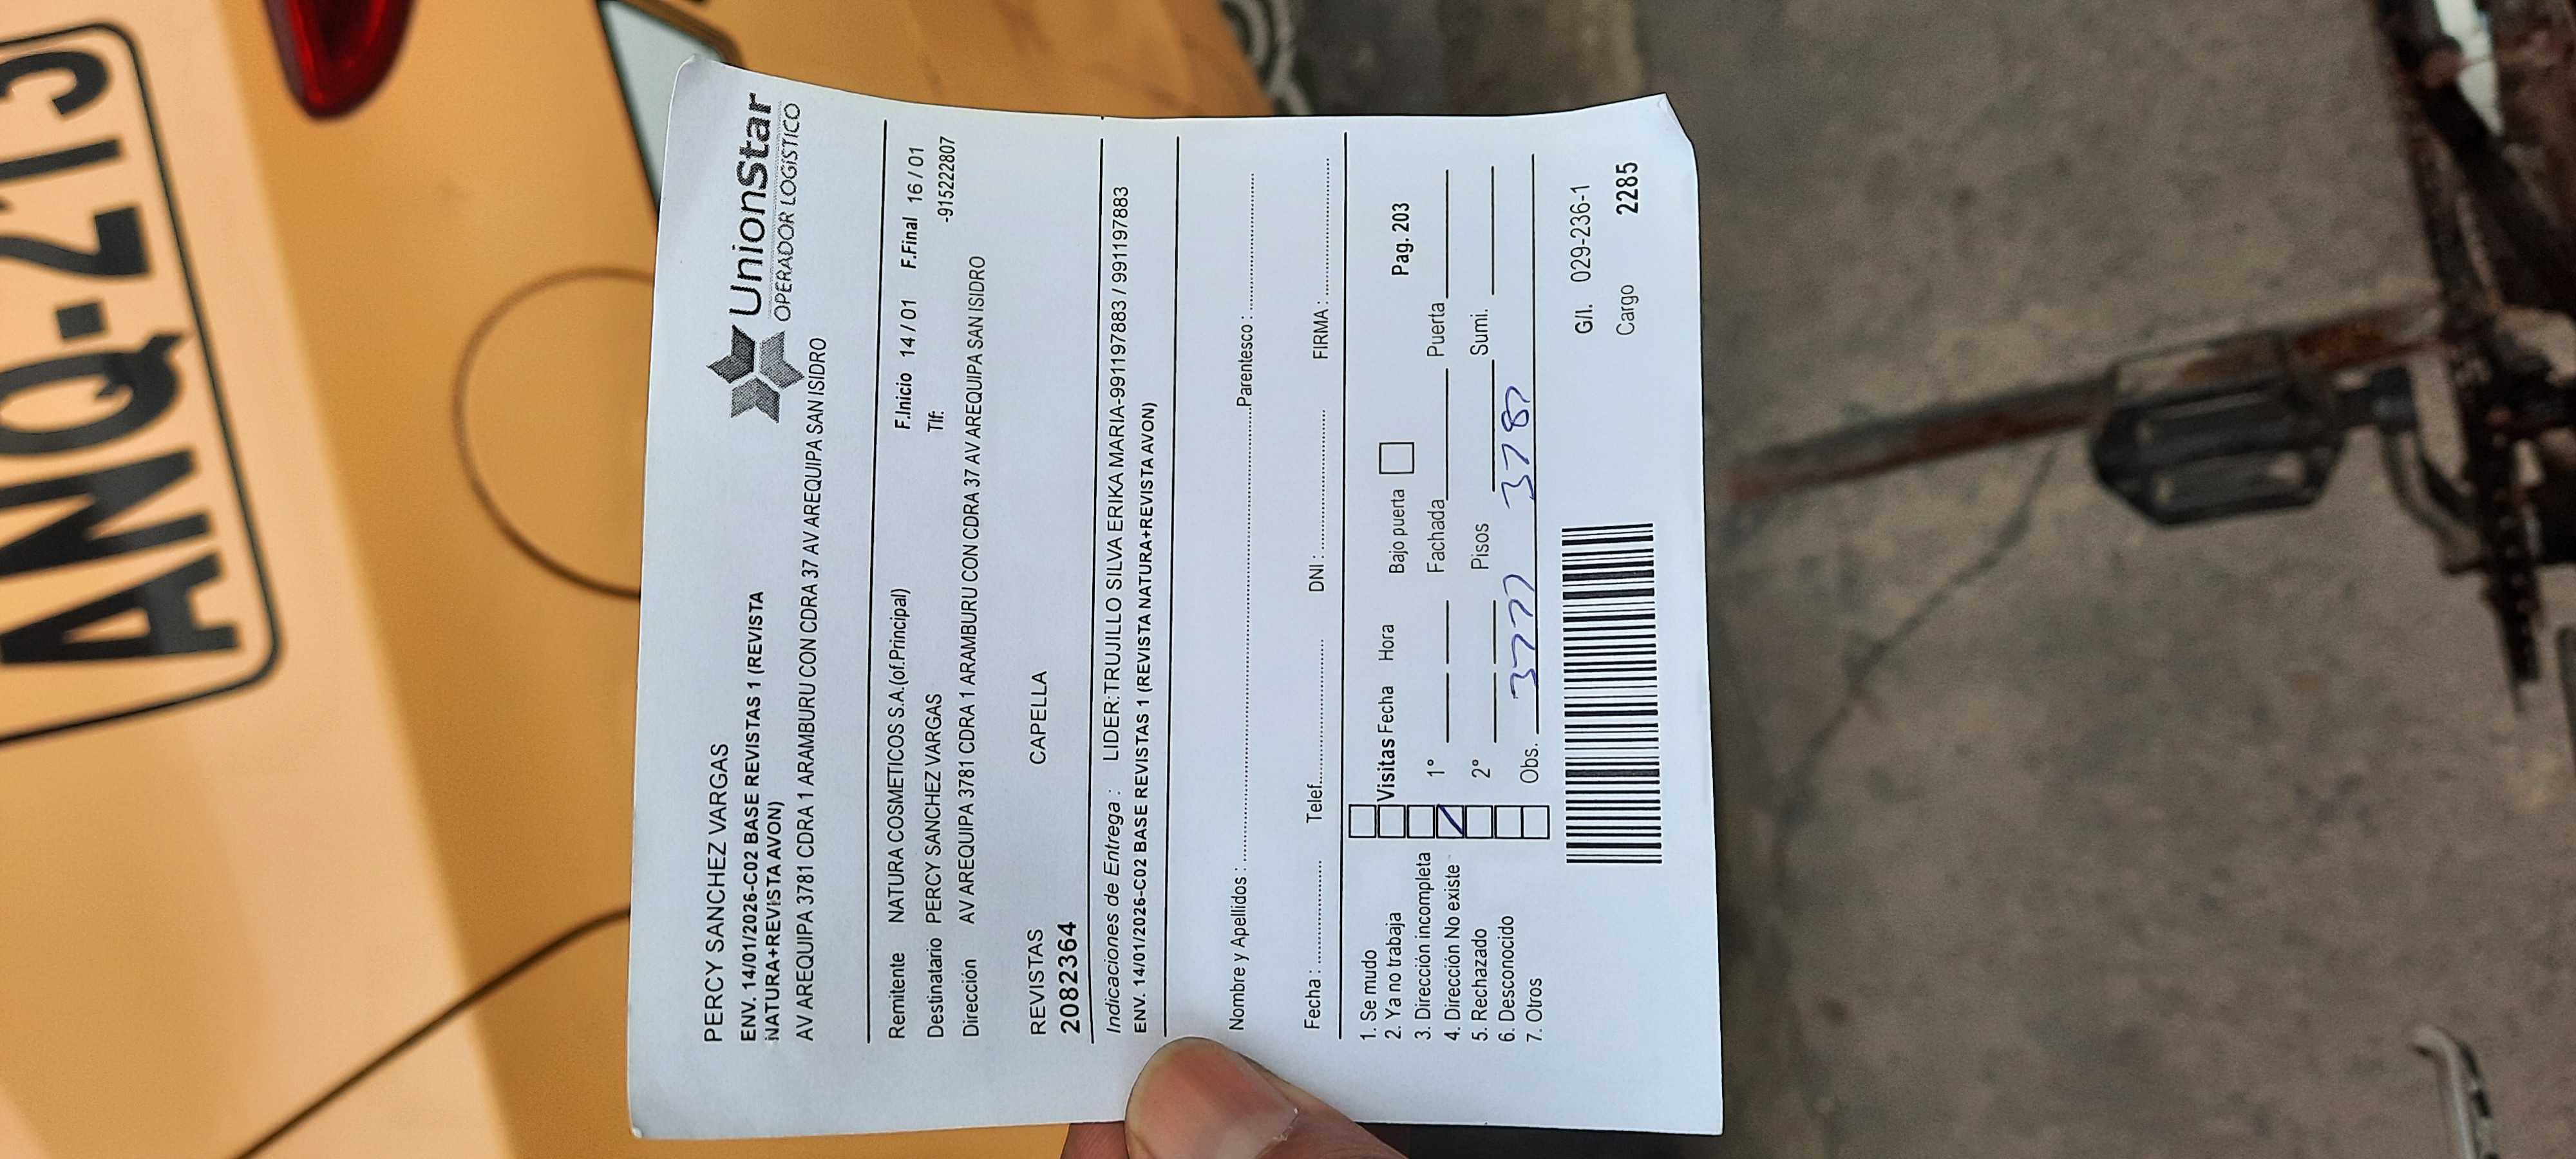 PERCY SANCHEZ VARGAS
UnionStar
OPERADOR LOGÍSTICO
ENV. 14/01/2026-C02 BASE REVISTAS 1 (REVISTA
NATURA+REVISTA AVON)
AV AREQUIPA 3781 CDRA 1 ARAMBURU CON CDRA 37 AV AREQUIPA SAN ISIDRO
Remitente NATURA COSMETICOS S.A.(of.Principal) F.Inicio 14 / 01 F.Final 16 / 01
Destinatario PERCY SANCHEZ VARGAS Tlf: -915222807
Dirección AV AREQUIPA 3781 CDRA 1 ARAMBURU CON CDRA 37 AV AREQUIPA SAN ISIDRO
REVISTAS CAPELLA
2082364
Indicaciones de Entrega : LIDER:TRUJILLO SILVA ERIKA MARIA-991197883 / 991197883
ENV. 14/01/2026-C02 BASE REVISTAS 1 (REVISTA NATURA+REVISTA AVON)
Nombre y Apellidos : Parentesco :
Fecha : Telef. DNI : FIRMA :
1. Se mudo
2. Ya no trabaja Visitas Fecha Hora Bajo puerta Pag. 203
3. Dirección incompleta
4. Dirección No existe 1° Fachada Puerta
5. Rechazado 2° Pisos Sumi.
6. Desconocido
7. Otros Obs. 3777 3787
G/I. 029-236-1
Cargo 2285
ANQ-215